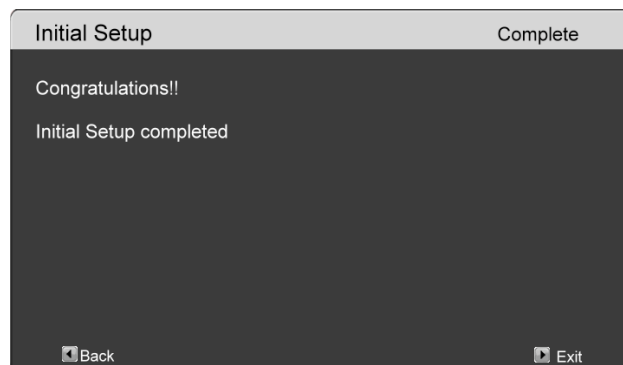 Initial Setup Complete
Congratulations!!
Initial Setup completed
Back Exit